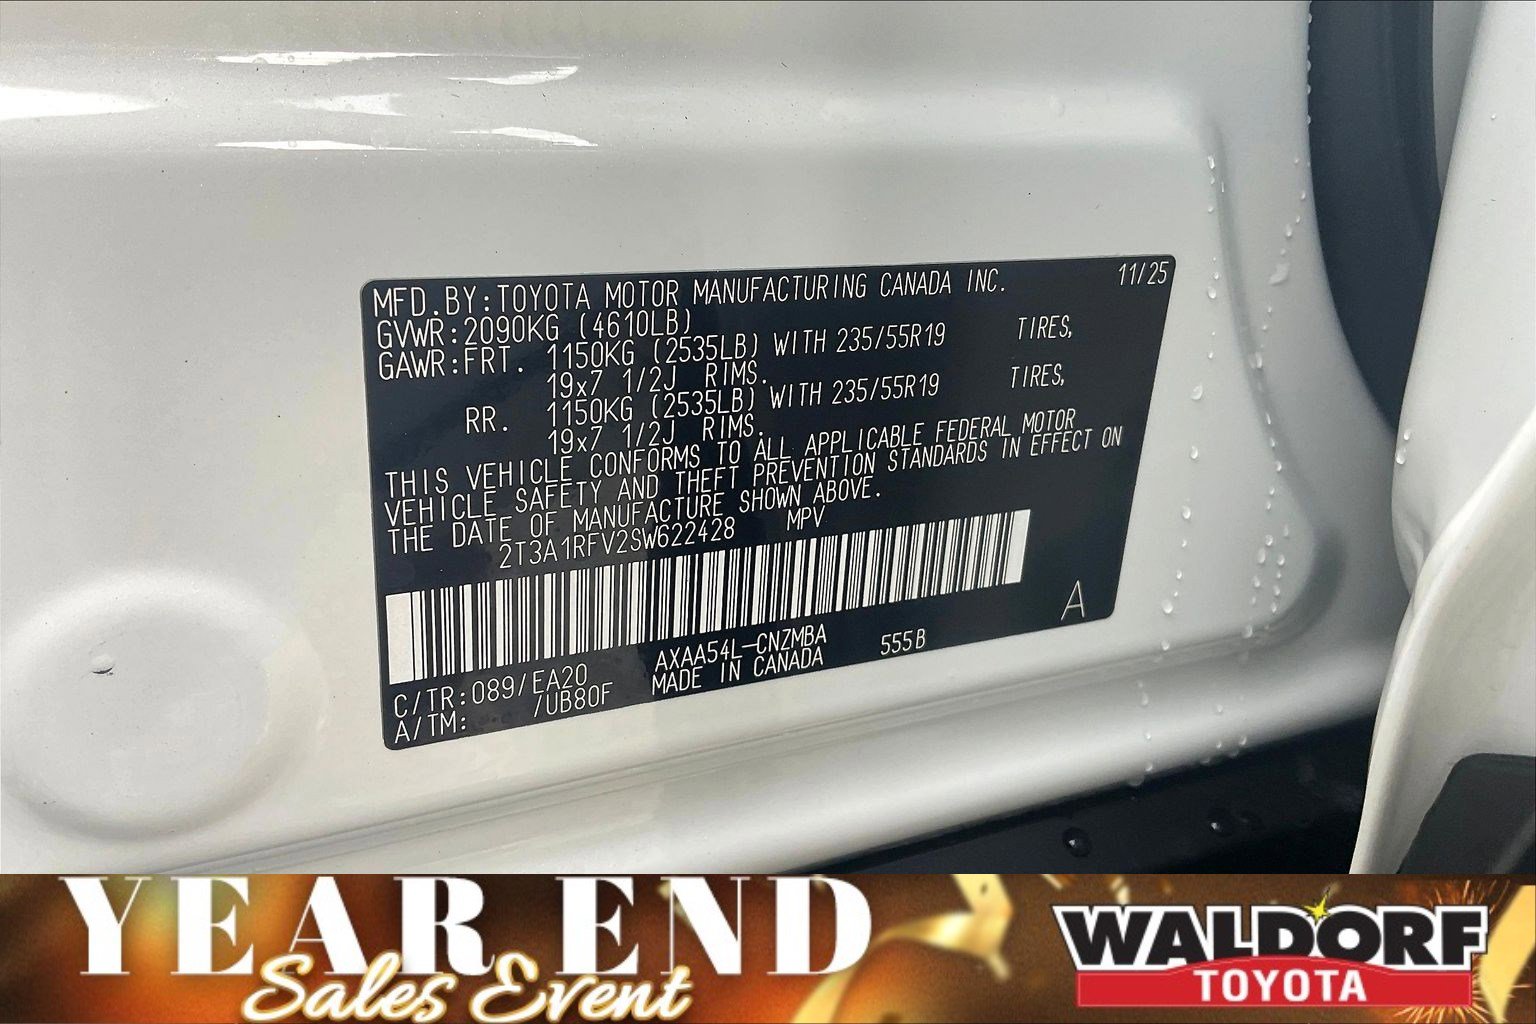 MFD.BY:TOYOTA MOTOR MANUFACTURING CANADA INC. 11/25
GVWR:2090KG (4610LB)
GAWR:FRT. 1150KG (2535LB) WITH 235/55R19 TIRES,
19x7 1/2J RIMS.
RR. 1150KG (2535LB) WITH 235/55R19 TIRES,
19x7 1/2J RIMS.
THIS VEHICLE CONFORMS TO ALL APPLICABLE FEDERAL MOTOR
VEHICLE SAFETY AND THEFT PREVENTION STANDARDS IN EFFECT ON
THE DATE OF MANUFACTURE SHOWN ABOVE.
2T3A1RFV2SW622428 MPV
A
C/TR:089/EA20 AXAA54L-CNZMBA 555B
A/TM: /UB80F MADE IN CANADA
YEAR END
Sales Event
WALDORF
TOYOTA